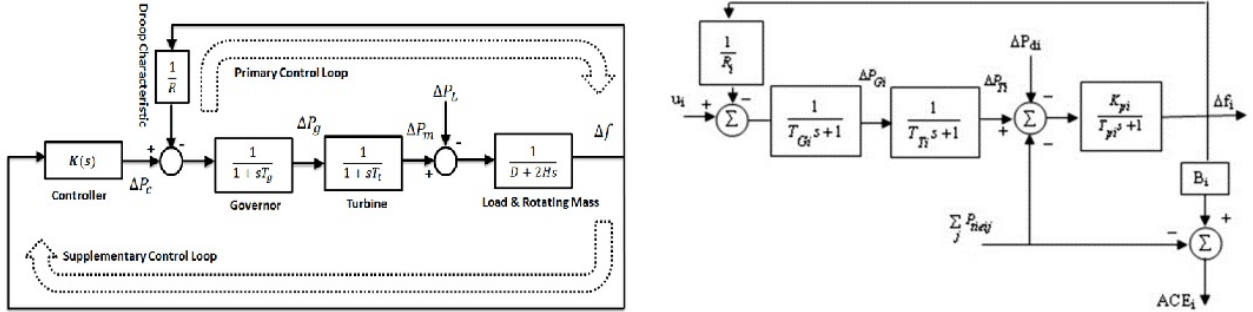 Droop Characteristic
1
R
Primary Control Loop
ΔP_L
-
K(s)
+
-
ΔP_c
Controller
1
1 + sT_g
Governor
ΔP_g
1
1 + sT_t
Turbine
ΔP_m
+
-
1
D + 2Hs
Load & Rotating Mass
Δf
Supplementary Control Loop
1
R_i
u_i
+
-
Σ
1
T_Gi s+1
ΔP_Gi
1
T_Ti s+1
ΔP_Ti
ΔP_di
-
+
Σ
-
K_pi
T_pi s+1
Δf_i
B_i
Σ_j P_tieij
-
+
Σ
ACE_i